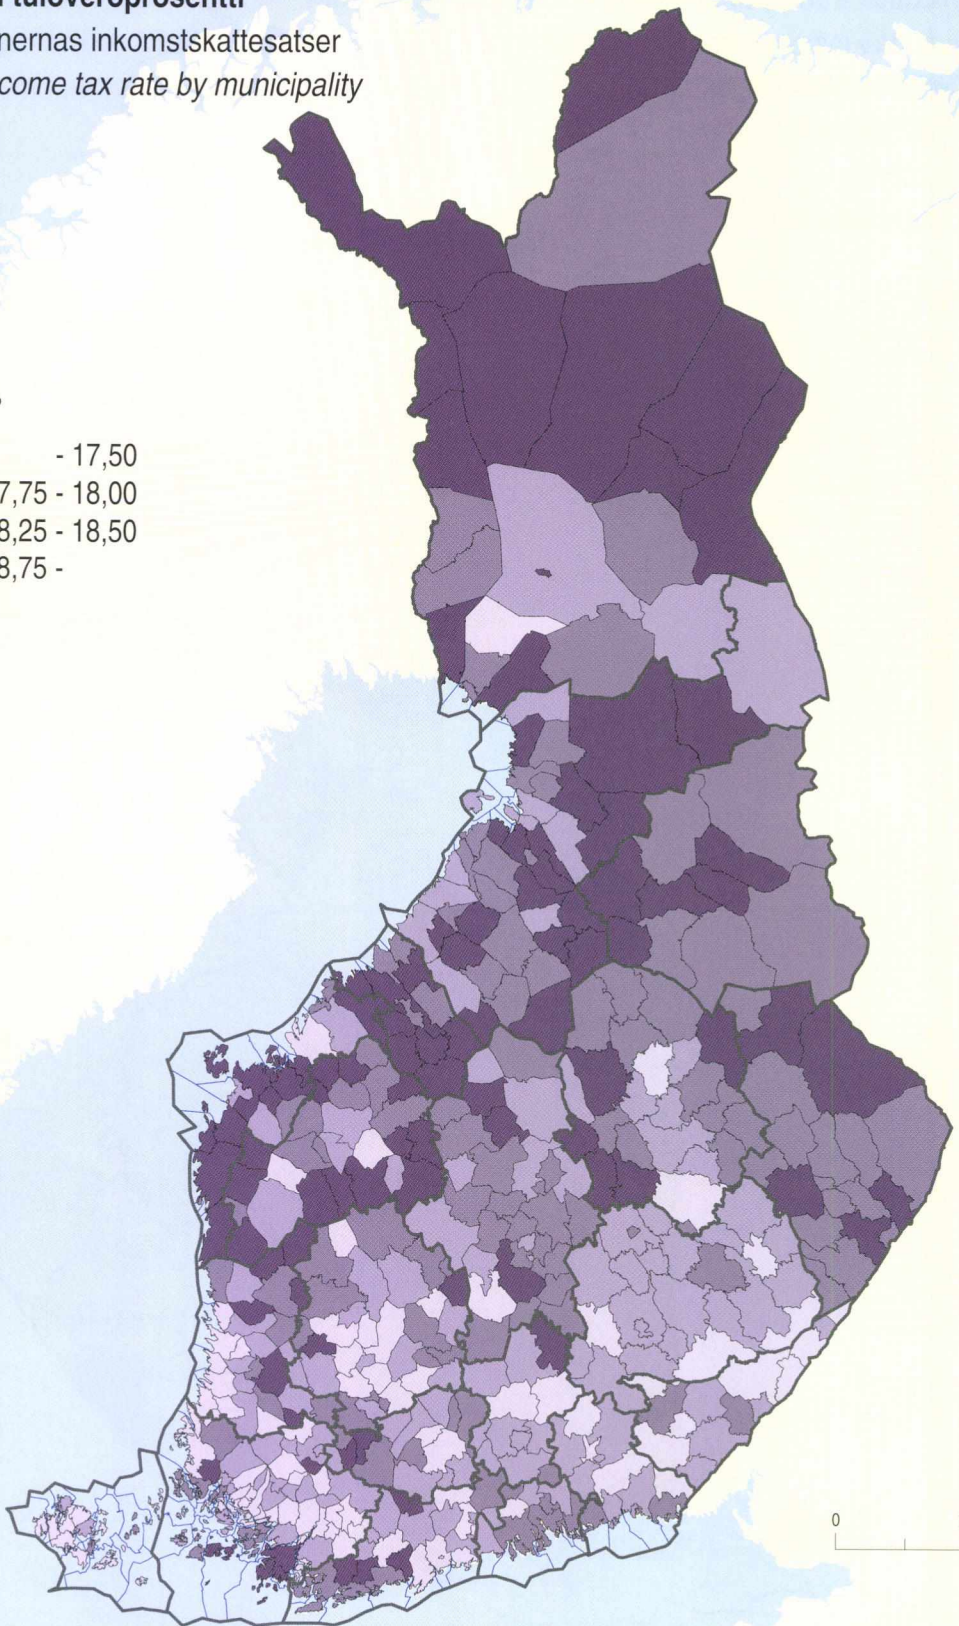 tuloveroprosentti
nernas inkomstskattesatser
come tax rate by municipality
- 17,50
7,75 - 18,00
8,25 - 18,50
8,75 -
0